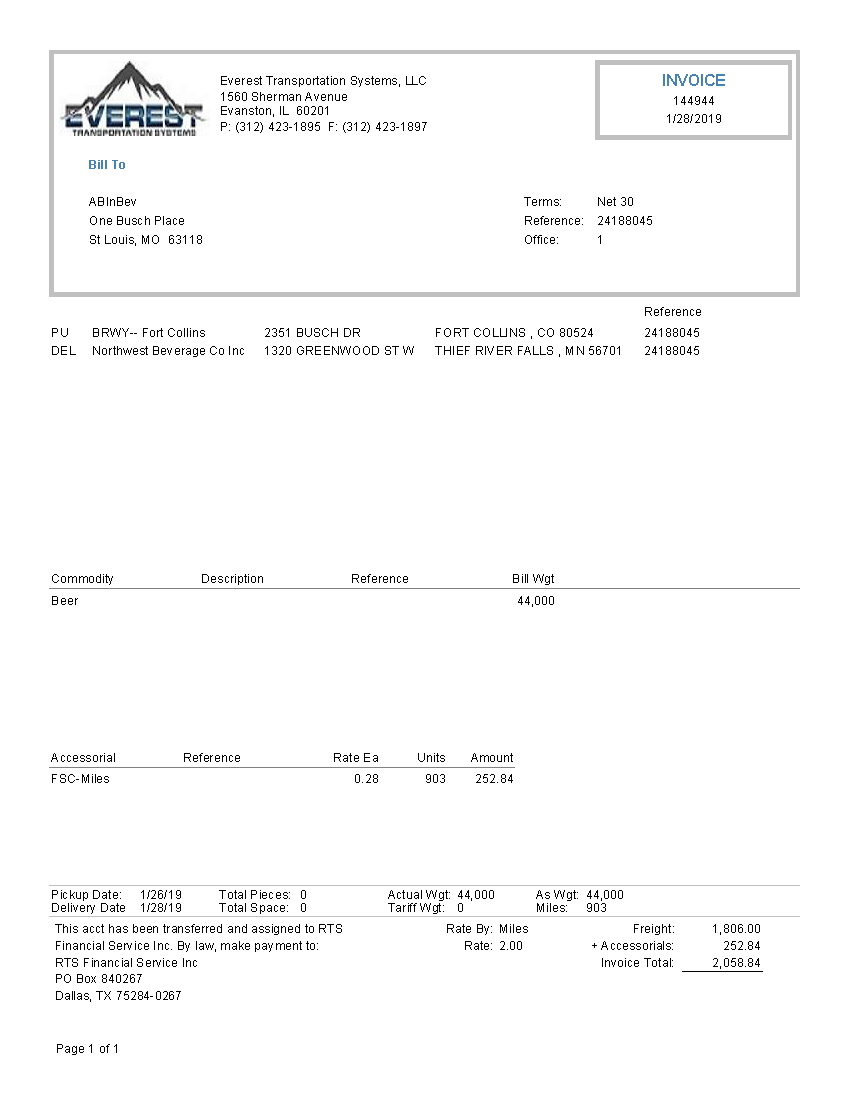 EVEREST
TRANSPORTATION SYSTEMS
Everest Transportation Systems, LLC
1560 Sherman Avenue
Evanston, IL 60201
P: (312) 423-1895 F: (312) 423-1897
INVOICE
144944
1/28/2019
Bill To
ABInBev
One Busch Place
St Louis, MO 63118
Terms: Net 30
Reference: 24188045
Office: 1
Reference
PU BRWY-- Fort Collins 2351 BUSCH DR FORT COLLINS , CO 80524 24188045
DEL Northwest Beverage Co Inc 1320 GREENWOOD ST W THIEF RIVER FALLS , MN 56701 24188045
Commodity Description Reference Bill Wgt
Beer 44,000
Accessorial Reference Rate Ea Units Amount
FSC-Miles 0.28 903 252.84
Pickup Date: 1/26/19 Total Pieces: 0 Actual Wgt: 44,000 As Wgt: 44,000
Delivery Date 1/28/19 Total Space: 0 Tariff Wgt: 0 Miles: 903
This acct has been transferred and assigned to RTS Rate By: Miles Freight: 1,806.00
Financial Service Inc. By law, make payment to: Rate: 2.00 + Accessorials: 252.84
RTS Financial Service Inc Invoice Total: 2,058.84
PO Box 840267
Dallas, TX 75284-0267
Page 1 of 1